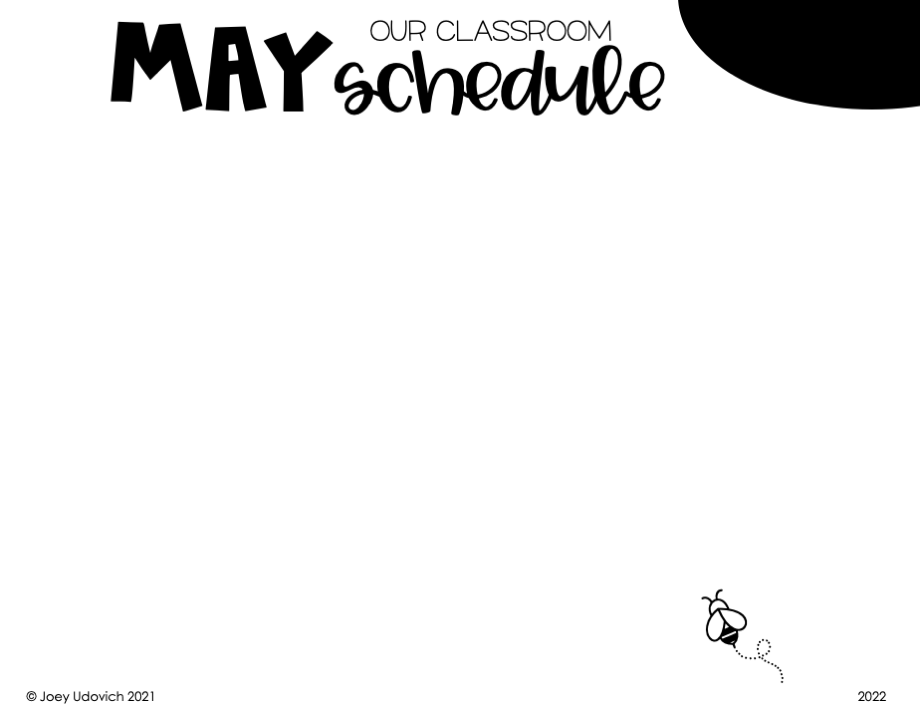 MAY
OUR CLASSROOM
schedule
© Joey Udovich 2021
2022